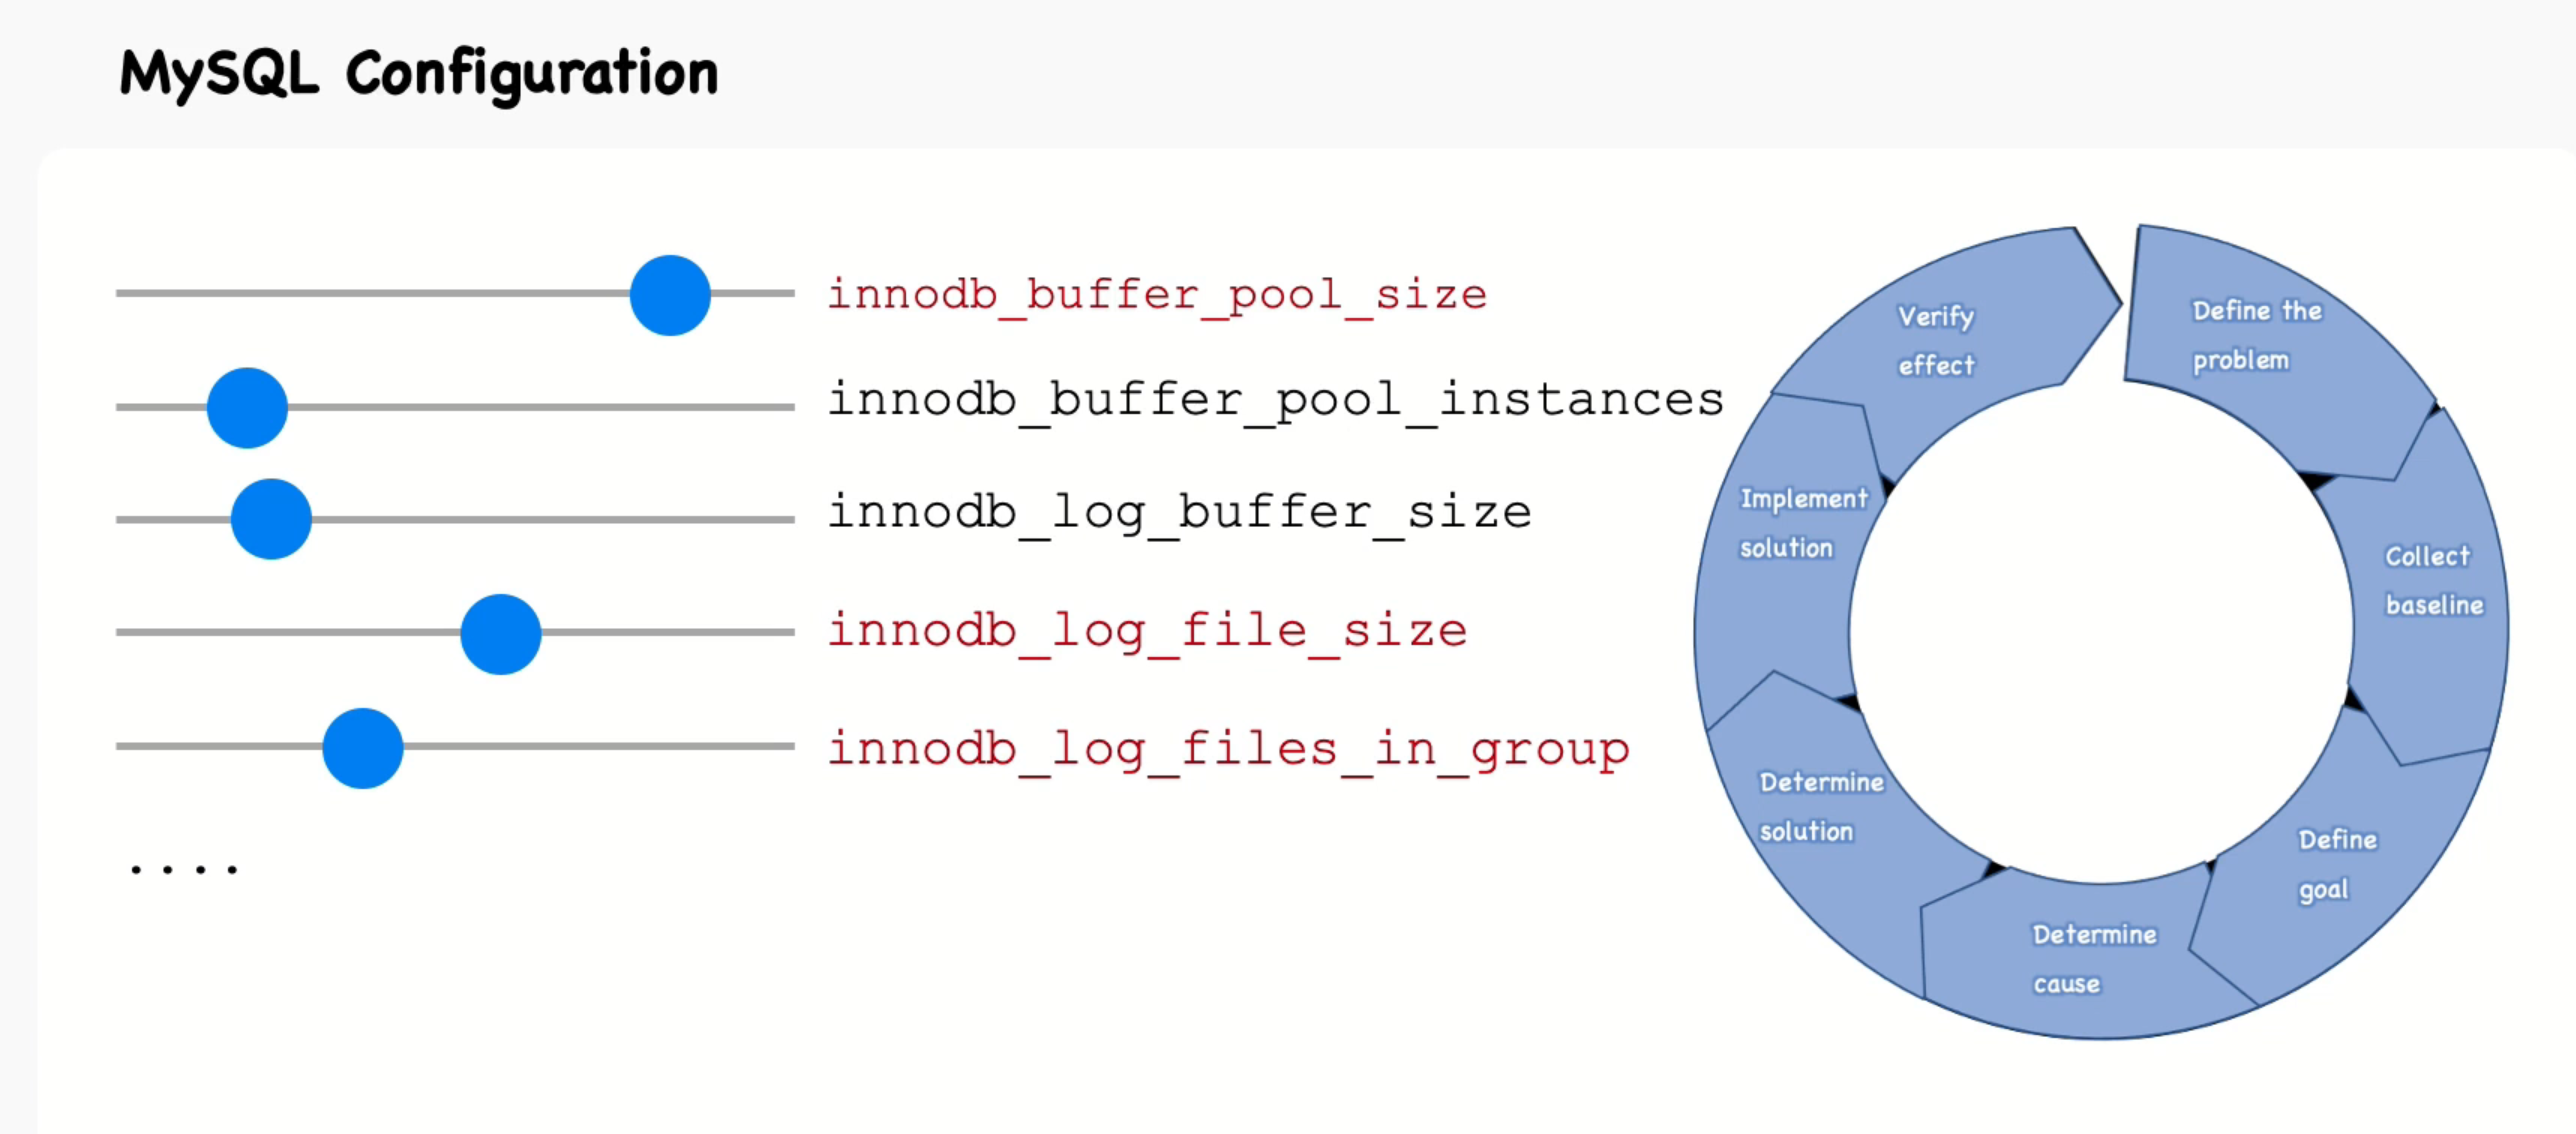 MySQL Configuration
innodb_buffer_pool_size
innodb_buffer_pool_instances
innodb_log_buffer_size
innodb_log_file_size
innodb_log_files_in_group
....
Define the
problem
Collect
baseline
Define
goal
Determine
cause
Determine
solution
Implement
solution
Verify
effect